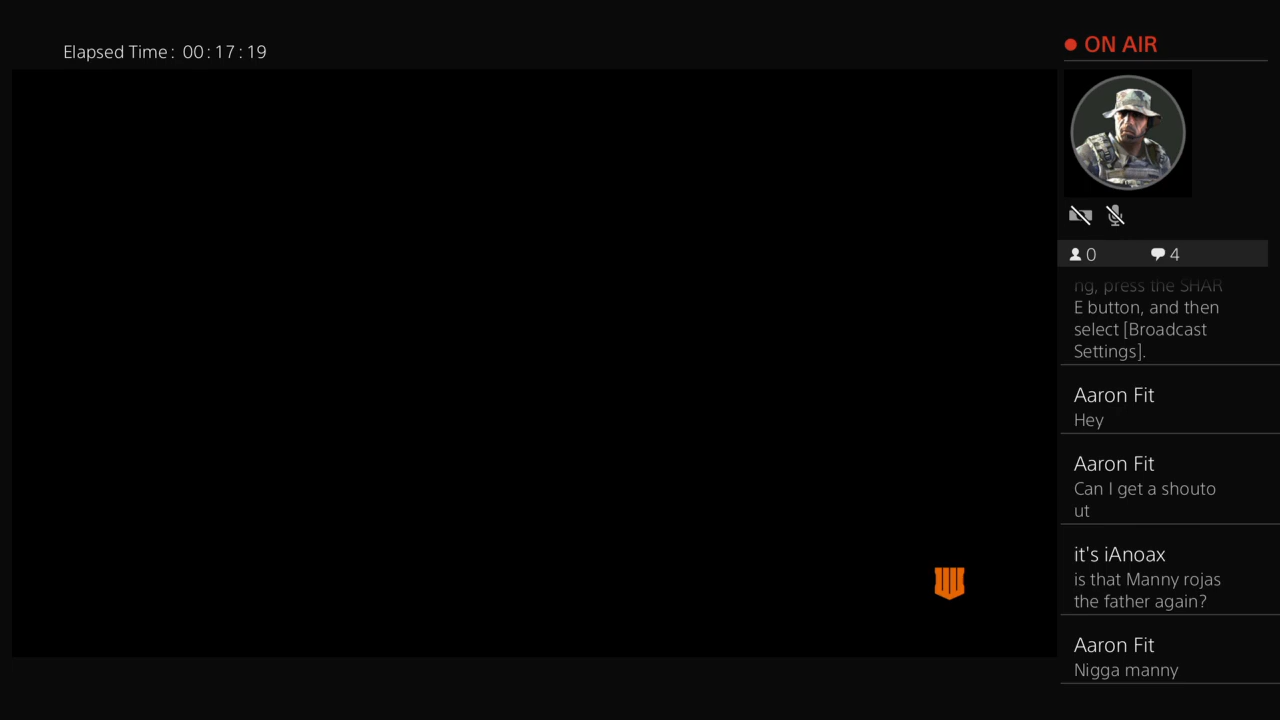 Elapsed Time: 00:17:19
ON AIR
0 4
ng, press the SHAR
E button, and then
select [Broadcast
Settings].
Aaron Fit
Hey
Aaron Fit
Can I get a shouto
ut
it's iAnoax
is that Manny rojas
the father again?
Aaron Fit
Nigga manny